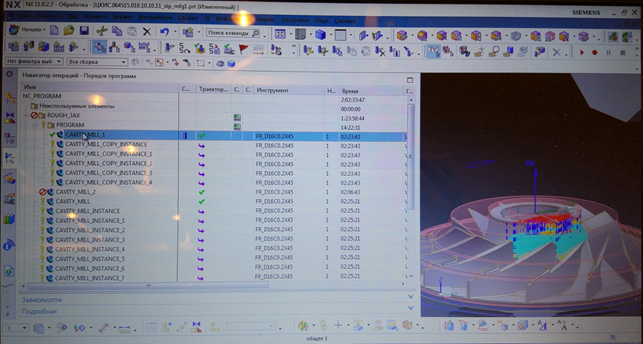 NX
NX 11.0.2.7 - Обработка - [ЦКИС.064515.018.10.10.11_stp_mfg1.prt (Измененный) ]
SIEMENS
Начало
Поиск команды
Нет фильтра выб
Вся сборка
Навигатор операций - Порядок программ
Имя С... Траектор... С.. С.. Инструмент Н... Время
NC_PROGRAM 2:02:33:47
Неиспользуемые элементы 00:00:00
ROUGH_3AX 1:23:58:44
PROGRAM 14:22:31
CAVITY_MILL_1 FR_D16C0.2X45 1 02:23:43
CAVITY_MILL_COPY_INSTANCE FR_D16C0.2X45 1 02:23:43
CAVITY_MILL_COPY_INSTANCE_1 FR_D16C0.2X45 1 02:23:43
CAVITY_MILL_COPY_INSTANCE_2 FR_D16C0.2X45 1 02:23:43
CAVITY_MILL_COPY_INSTANCE_3 FR_D16C0.2X45 1 02:23:43
CAVITY_MILL_COPY_INSTANCE_4 FR_D16C0.2X45 1 02:23:43
CAVITY_MILL_2 FR_D16C0.2X45 1 02:06:43
CAVITY_MILL FR_D16C0.2X45 1 02:25:21
CAVITY_MILL_INSTANCE FR_D16C0.2X45 1 02:25:21
CAVITY_MILL_INSTANCE_1 FR_D16C0.2X45 1 02:25:21
CAVITY_MILL_INSTANCE_2 FR_D16C0.2X45 1 02:25:21
CAVITY_MILL_INSTANCE_3 FR_D16C0.2X45 1 02:25:21
CAVITY_MILL_INSTANCE_4 FR_D16C0.2X45 1 02:25:21
CAVITY_MILL_INSTANCE_5 FR_D16C0.2X45 1 02:25:21
CAVITY_MILL_INSTANCE_6 FR_D16C0.2X45 1 02:25:21
CAVITY_MILL_INSTANCE_7 FR_D16C0.2X45 1 02:25:21
Зависимости
Подробная
1
общее 1